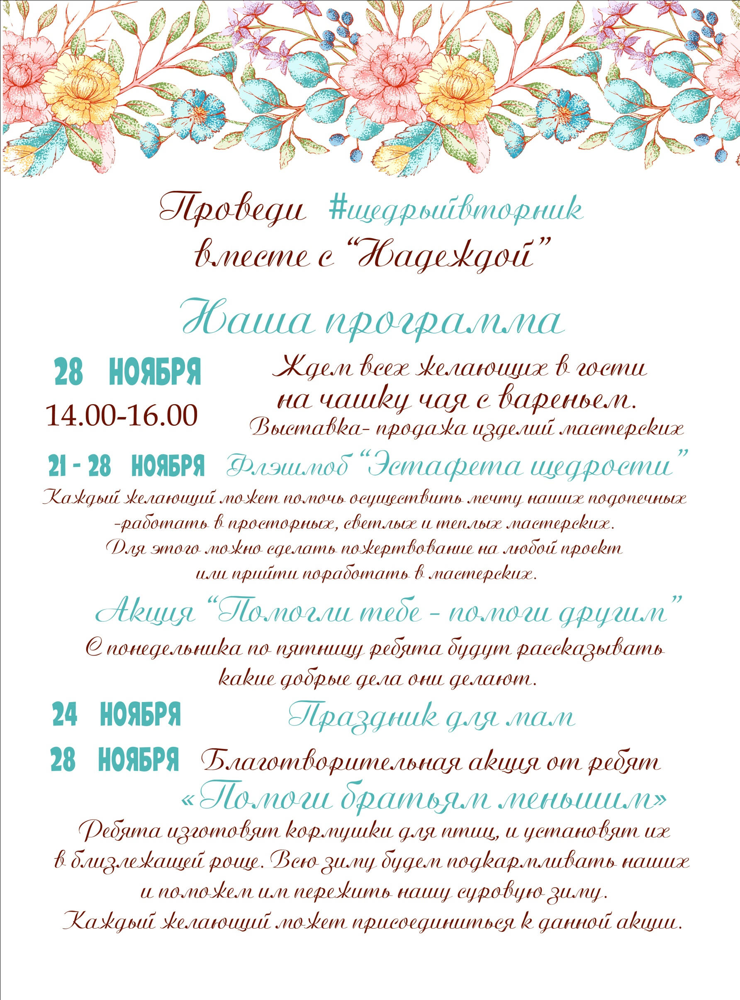 Проведи #щедрыйвторник
вместе с “Надеждой”
Наша программа
28 НОЯБРЯ
14.00-16.00
Ждем всех желающих в гости
на чашку чая с вареньем.
Выставка- продажа изделий мастерских
21 - 28 НОЯБРЯ Флэшмоб “Эстафета щедрости”
Каждый желающий может помочь осуществить мечту наших подопечных
-работать в просторных, светлых и теплых мастерских.
Для этого можно сделать пожертвование на любой проект
или прийти поработать в мастерских.
Акция “Помогли тебе - помоги другим”
С понедельника по пятницу ребята будут рассказывать
какие добрые дела они делают.
24 НОЯБРЯ Праздник для мам
28 НОЯБРЯ Благотворительная акция от ребят
«Помоги братьям меньшим»
Ребята изготовят кормушки для птиц, и установят их
в близлежащей роще. Всю зиму будем подкармливать наших
и поможем им пережить нашу суровую зиму.
Каждый желающий может присоединиться к данной акции.